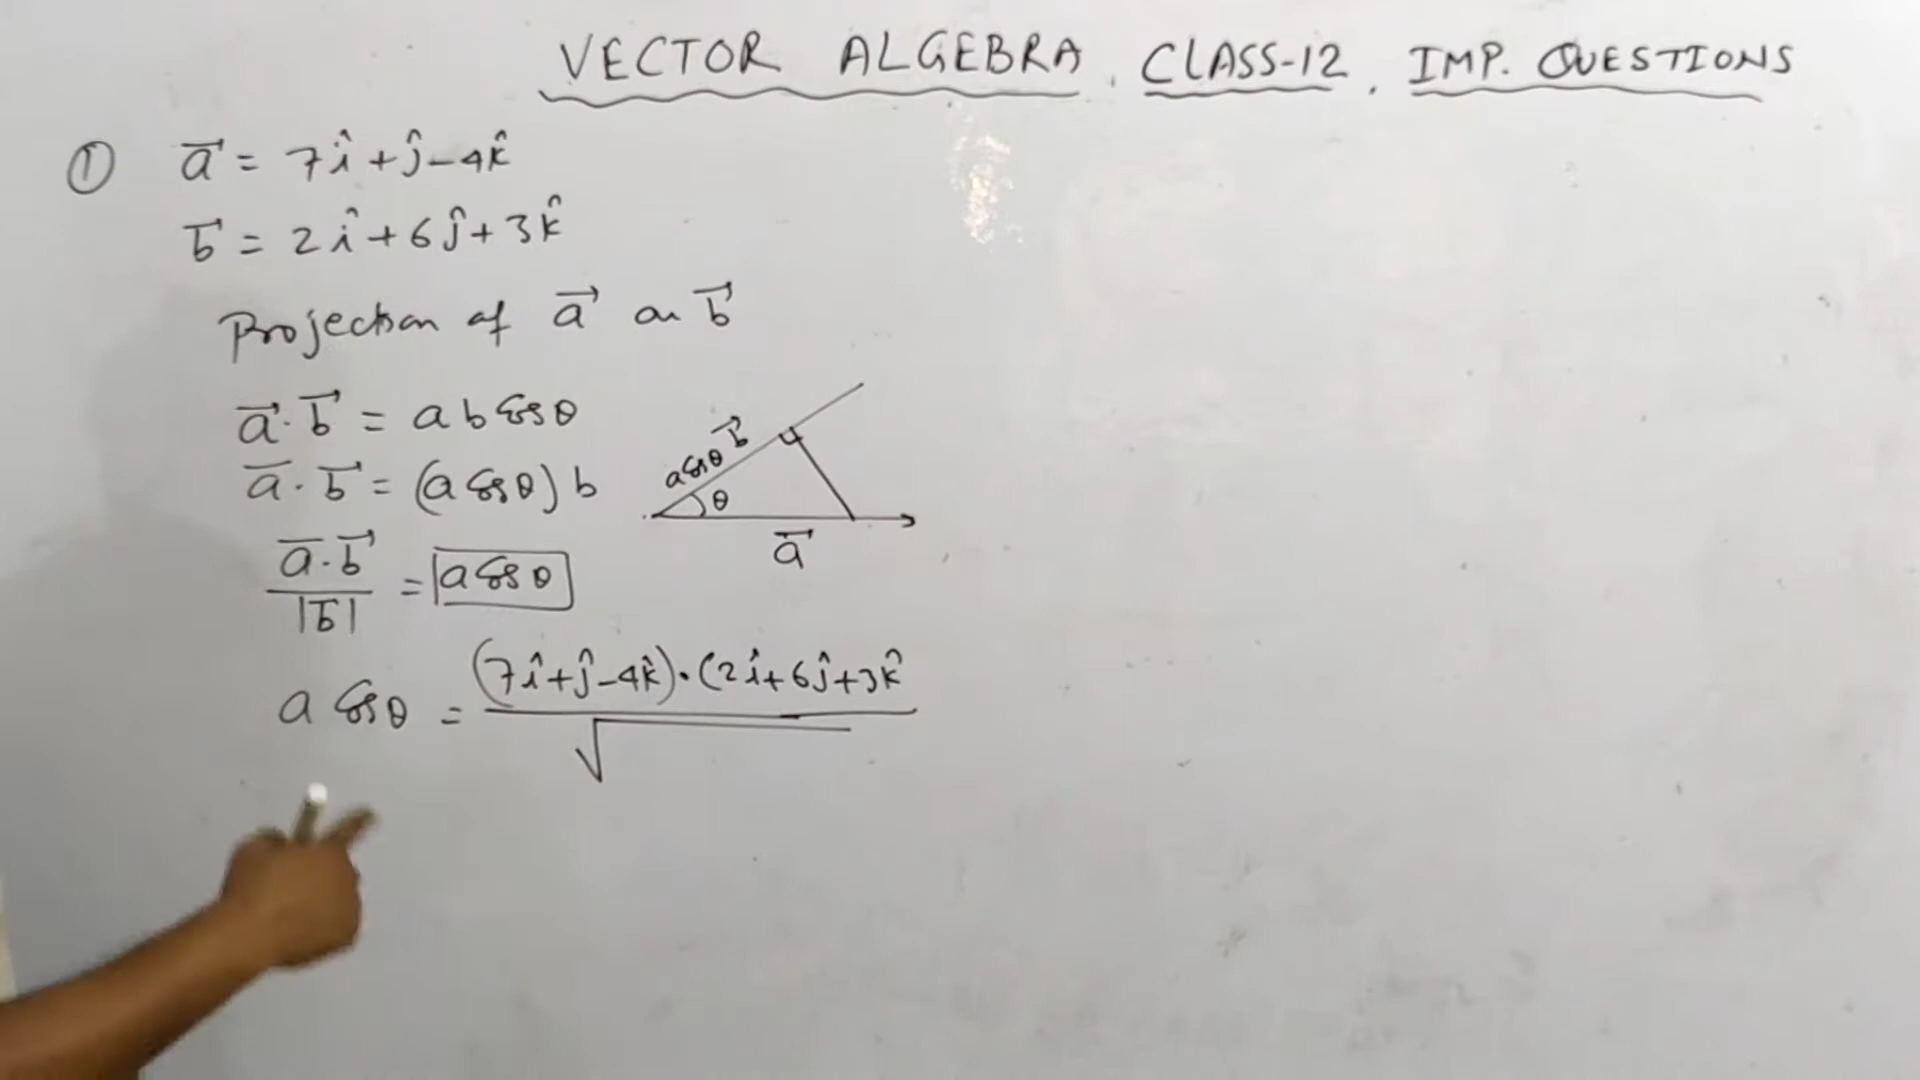 VECTOR ALGEBRA, CLASS-12, IMP. QUESTIONS
① a⃗ = 7î+ĵ-4k̂
b⃗ = 2î+6ĵ+3k̂
Projection of a⃗ on b⃗
a⃗·b⃗ = ab cosθ
a⃗·b⃗ = (a cosθ) b
a⃗·b⃗ / |b⃗| = a cosθ
a cosθ b⃗
θ
a⃗
a cosθ = (7î+ĵ-4k̂)·(2î+6ĵ+3k̂ / √